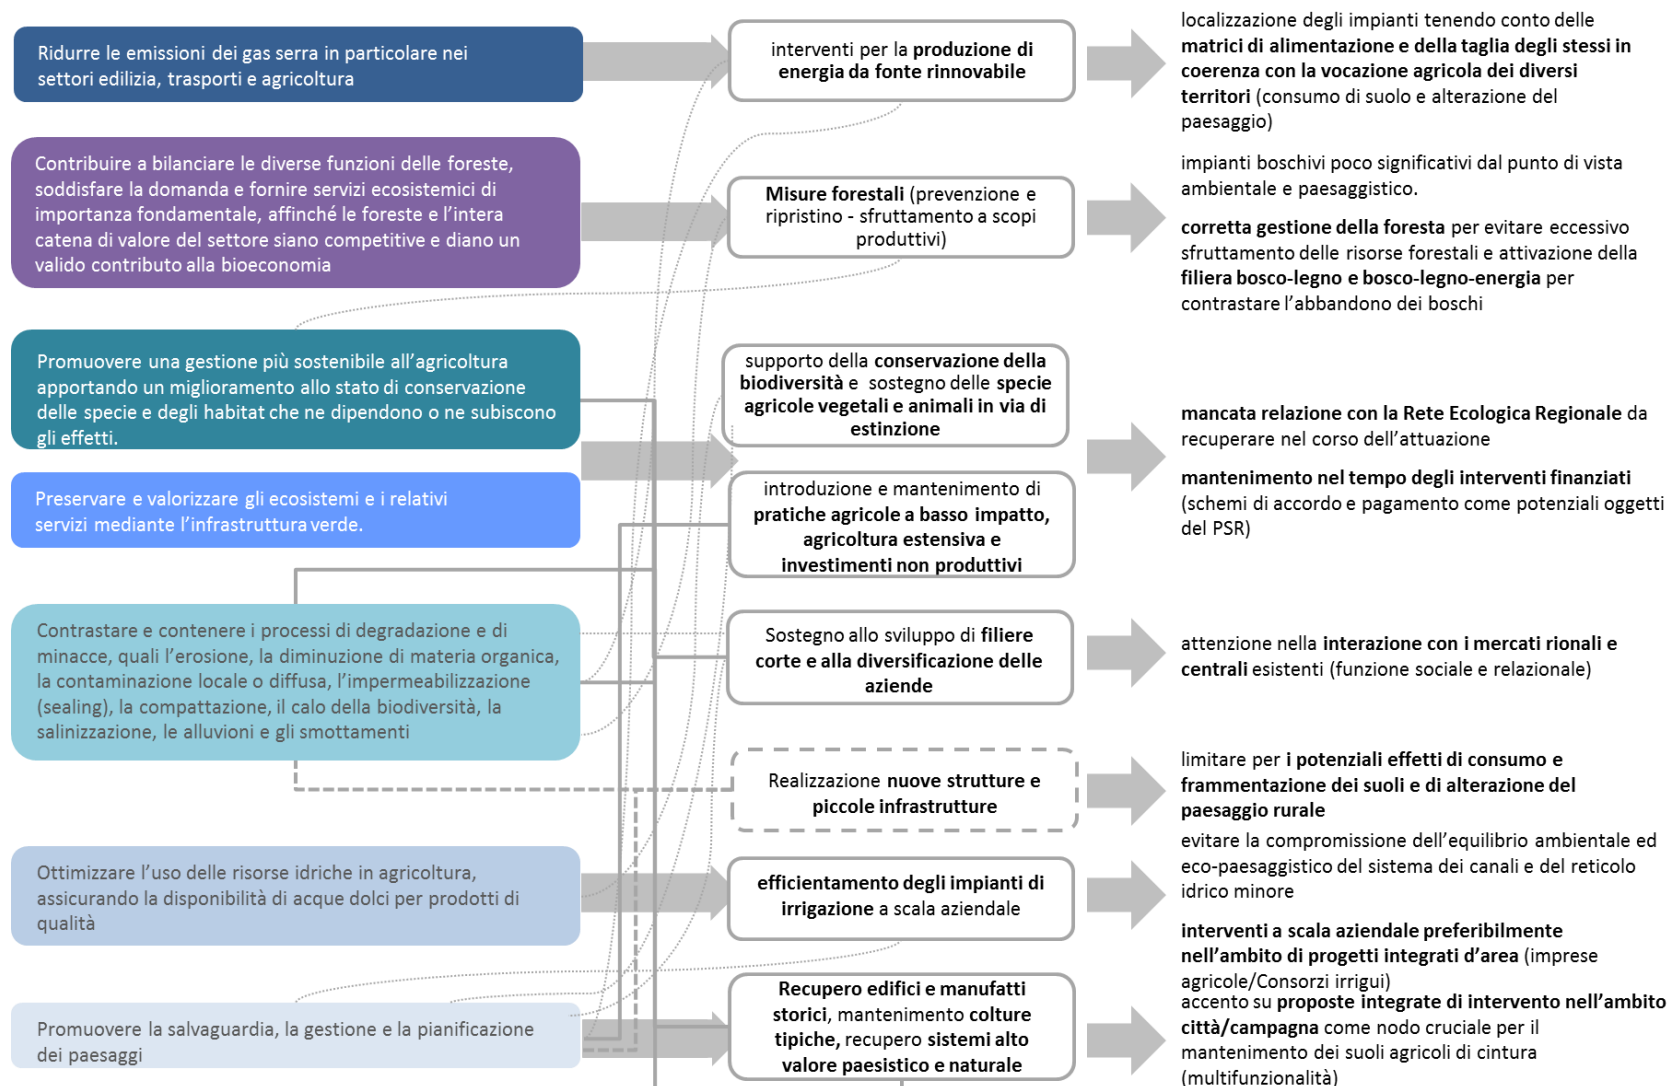 Ridurre le emissioni dei gas serra in particolare nei
settori edilizia, trasporti e agricoltura
interventi per la produzione di
energia da fonte rinnovabile
localizzazione degli impianti tenendo conto delle
matrici di alimentazione e della taglia degli stessi in
coerenza con la vocazione agricola dei diversi
territori (consumo di suolo e alterazione del
paesaggio)
Contribuire a bilanciare le diverse funzioni delle foreste,
soddisfare la domanda e fornire servizi ecosistemici di
importanza fondamentale, affinché le foreste e l'intera
catena di valore del settore siano competitive e diano un
valido contributo alla bioeconomia
Misure forestali (prevenzione e
ripristino - sfruttamento a scopi
produttivi)
impianti boschivi poco significativi dal punto di vista
ambientale e paesaggistico.
corretta gestione della foresta per evitare eccessivo
sfruttamento delle risorse forestali e attivazione della
filiera bosco-legno e bosco-legno-energia per
contrastare l'abbandono dei boschi
Promuovere una gestione più sostenibile all'agricoltura
apportando un miglioramento allo stato di conservazione
delle specie e degli habitat che ne dipendono o ne subiscono
gli effetti.
Preservare e valorizzare gli ecosistemi e i relativi
servizi mediante l'infrastruttura verde.
supporto della conservazione della
biodiversità e sostegno delle specie
agricole vegetali e animali in via di
estinzione
introduzione e mantenimento di
pratiche agricole a basso impatto,
agricoltura estensiva e
investimenti non produttivi
mancata relazione con la Rete Ecologica Regionale da
recuperare nel corso dell'attuazione
mantenimento nel tempo degli interventi finanziati
(schemi di accordo e pagamento come potenziali oggetti
del PSR)
Contrastare e contenere i processi di degradazione e di
minacce, quali l'erosione, la diminuzione di materia organica,
la contaminazione locale o diffusa, l'impermeabilizzazione
(sealing), la compattazione, il calo della biodiversità, la
salinizzazione, le alluvioni e gli smottamenti
Sostegno allo sviluppo di filiere
corte e alla diversificazione delle
aziende
attenzione nella interazione con i mercati rionali e
centrali esistenti (funzione sociale e relazionale)
Realizzazione nuove strutture e
piccole infrastrutture
limitare per i potenziali effetti di consumo e
frammentazione dei suoli e di alterazione del
paesaggio rurale
Ottimizzare l'uso delle risorse idriche in agricoltura,
assicurando la disponibilità di acque dolci per prodotti di
qualità
efficientamento degli impianti di
irrigazione a scala aziendale
evitare la compromissione dell'equilibrio ambientale ed
eco-paesaggistico del sistema dei canali e del reticolo
idrico minore
interventi a scala aziendale preferibilmente
nell'ambito di progetti integrati d'area (imprese
agricole/Consorzi irrigui)
Promuovere la salvaguardia, la gestione e la pianificazione
dei paesaggi
Recupero edifici e manufatti
storici, mantenimento colture
tipiche, recupero sistemi alto
valore paesistico e naturale
accento su proposte integrate di intervento nell'ambito
città/campagna come nodo cruciale per il
mantenimento dei suoli agricoli di cintura
(multifunzionalità)